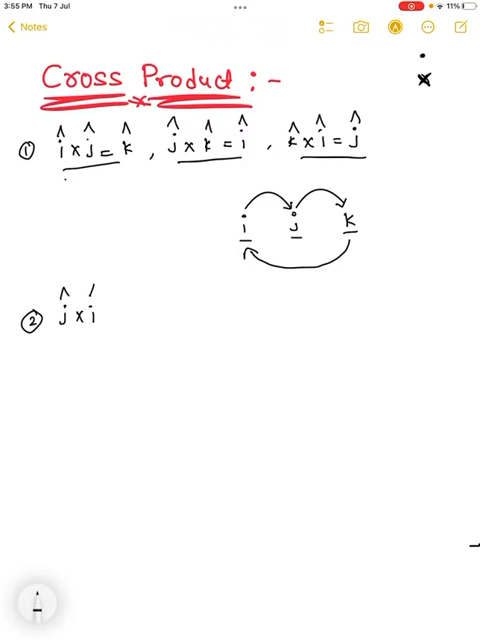 3:55 PM Thu 7 Jul
11%
Notes
Cross Product :-
×
① î × ĵ = k̂ , ĵ × k̂ = î , k̂ × î = ĵ
i j k
② ĵ × i